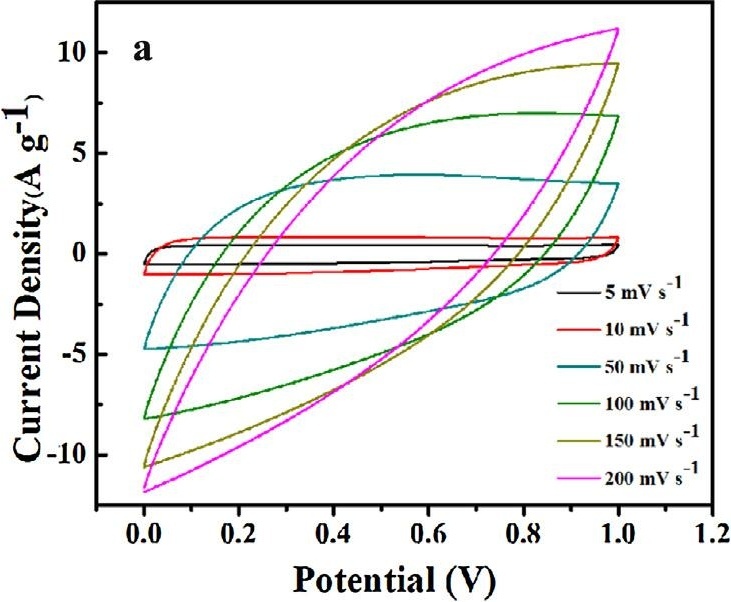 a
Current Density(A g-1)
10
5
0
-5
-10
5 mV s-1
10 mV s-1
50 mV s-1
100 mV s-1
150 mV s-1
200 mV s-1
0.0 0.2 0.4 0.6 0.8 1.0 1.2
Potential (V)